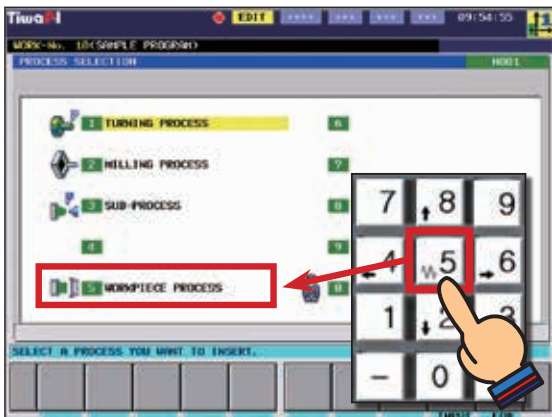 Tiwap-I EDIT 09:54:55
WORK-No. 10(SAMPLE PROGRAM)
PROCESS SELECTION H001
1 TURNING PROCESS 6
2 MILLING PROCESS 7
3 SUB-PROCESS 8
4 9
5 WORKPIECE PROCESS 0
SELECT A PROCESS YOU WANT TO INSERT.
7 8 9
4 5 6
1 2 3
- 0